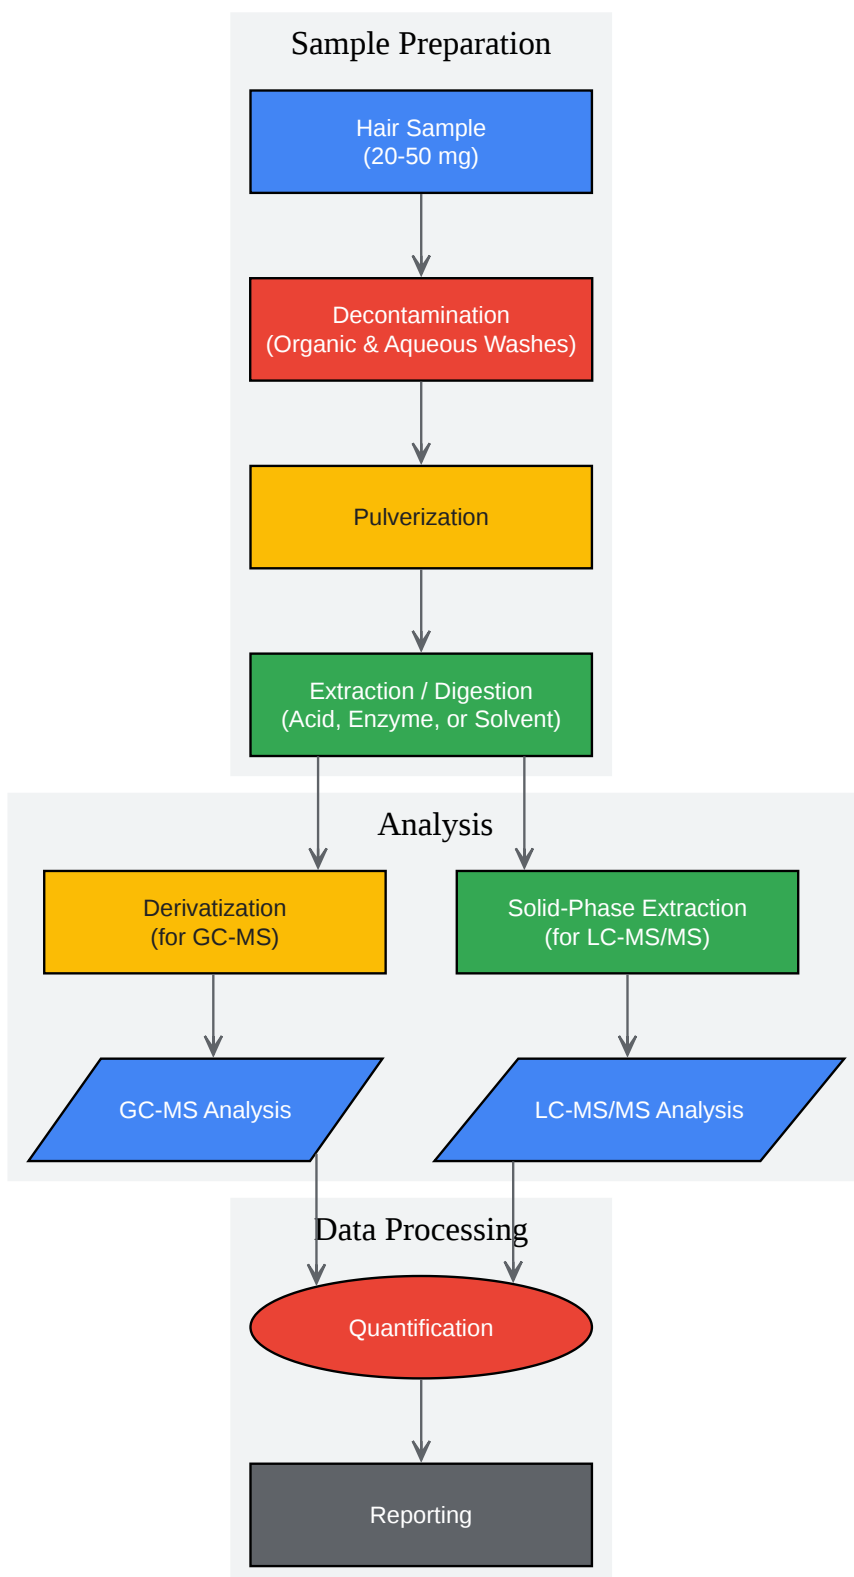 Sample Preparation
Hair Sample
(20-50 mg)
Decontamination
(Organic & Aqueous Washes)
Pulverization
Extraction / Digestion
(Acid, Enzyme, or Solvent)
Analysis
Derivatization
(for GC-MS)
Solid-Phase Extraction
(for LC-MS/MS)
GC-MS Analysis
LC-MS/MS Analysis
Data Processing
Quantification
Reporting